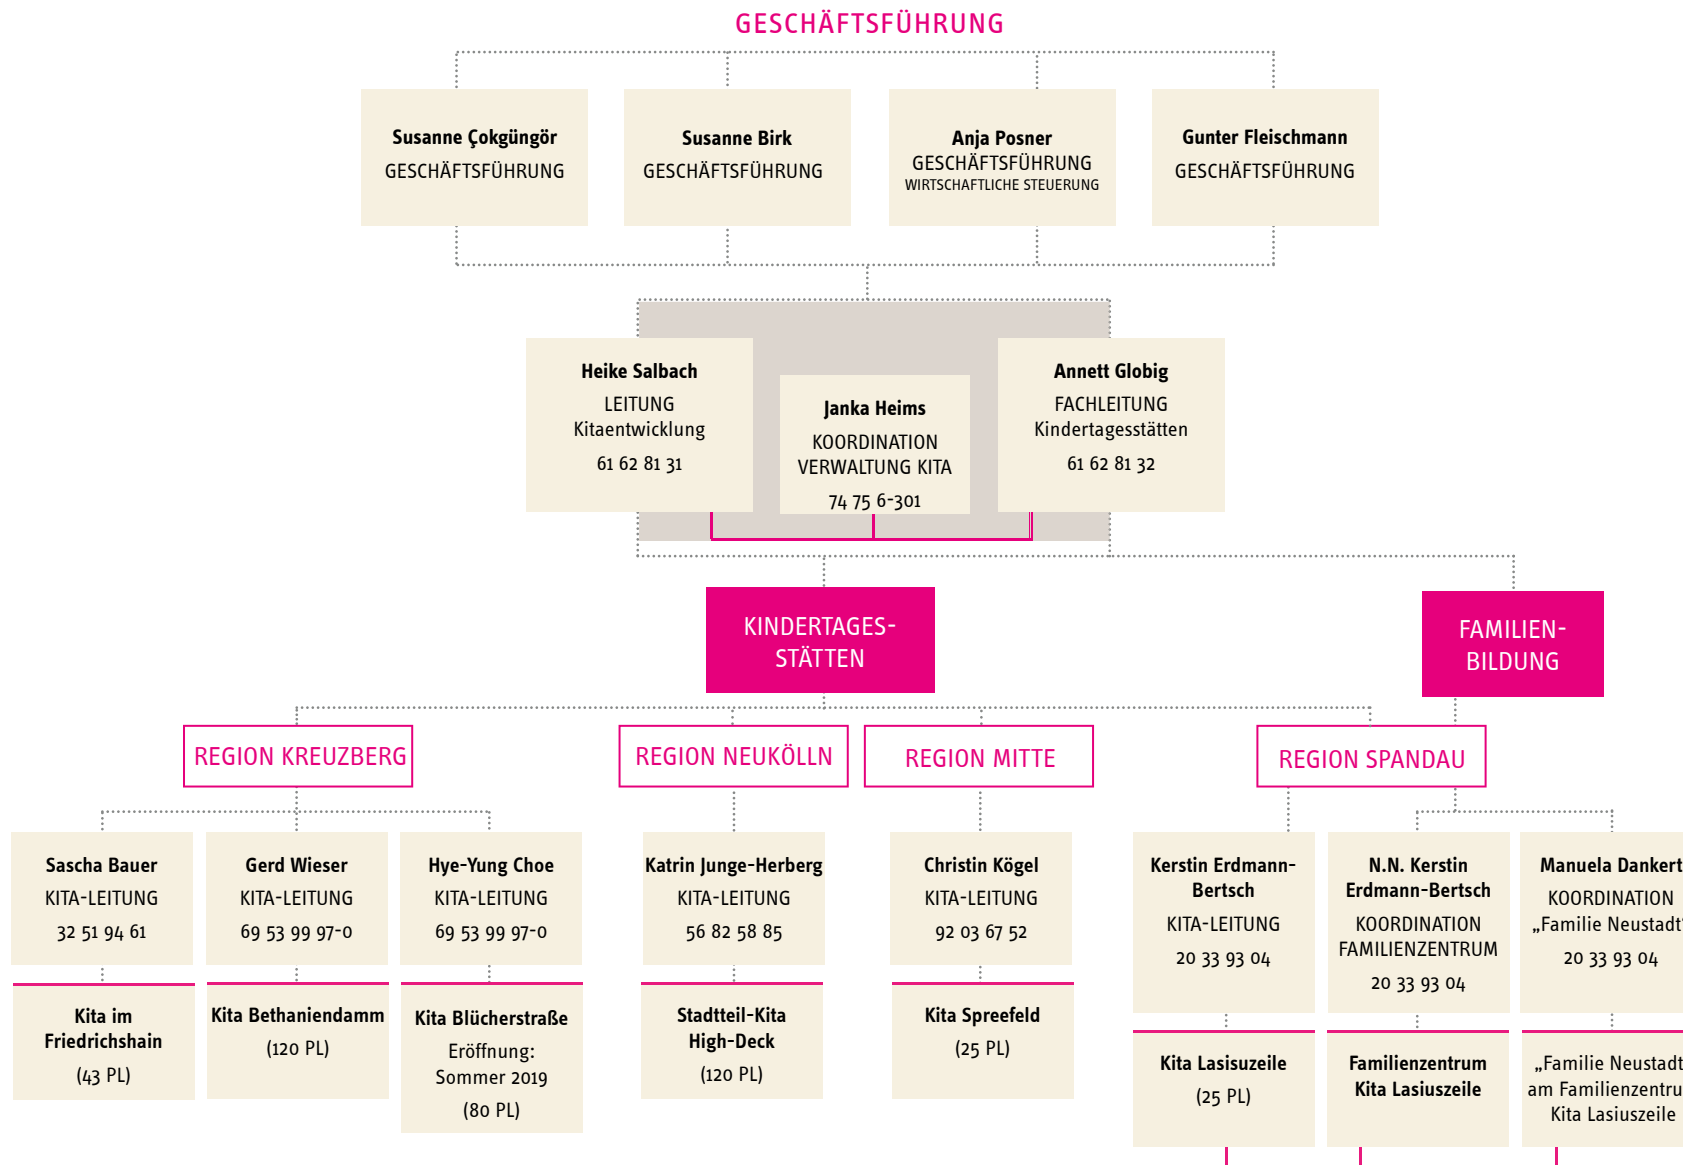 GESCHÄFTSFÜHRUNG
Susanne Çokgüngör
GESCHÄFTSFÜHRUNG
Susanne Birk
GESCHÄFTSFÜHRUNG
Anja Posner
GESCHÄFTSFÜHRUNG
WIRTSCHAFTLICHE STEUERUNG
Gunter Fleischmann
GESCHÄFTSFÜHRUNG
Heike Salbach
LEITUNG
Kitaentwicklung
61 62 81 31
Janka Heims
KOORDINATION
VERWALTUNG KITA
74 75 6-301
Annett Globig
FACHLEITUNG
Kindertagesstätten
61 62 81 32
KINDERTAGES-
STÄTTEN
FAMILIEN-
BILDUNG
REGION KREUZBERG
REGION NEUKÖLLN
REGION MITTE
REGION SPANDAU
Sascha Bauer
KITA-LEITUNG
32 51 94 61
Gerd Wieser
KITA-LEITUNG
69 53 99 97-0
Hye-Yung Choe
KITA-LEITUNG
69 53 99 97-0
Katrin Junge-Herberg
KITA-LEITUNG
56 82 58 85
Christin Kögel
KITA-LEITUNG
92 03 67 52
Kerstin Erdmann-
Bertsch
KITA-LEITUNG
20 33 93 04
N.N. Kerstin
Erdmann-Bertsch
KOORDINATION
FAMILIENZENTRUM
20 33 93 04
Manuela Dankert
KOORDINATION
„Familie Neustadt“
20 33 93 04
Kita im
Friedrichshain
(43 PL)
Kita Bethaniendamm
(120 PL)
Kita Blücherstraße
Eröffnung:
Sommer 2019
(80 PL)
Stadtteil-Kita
High-Deck
(120 PL)
Kita Spreefeld
(25 PL)
Kita Lasisuzeile
(25 PL)
Familienzentrum
Kita Lasiuszeile
„Familie Neustadt
am Familienzentru
Kita Lasiuszeile